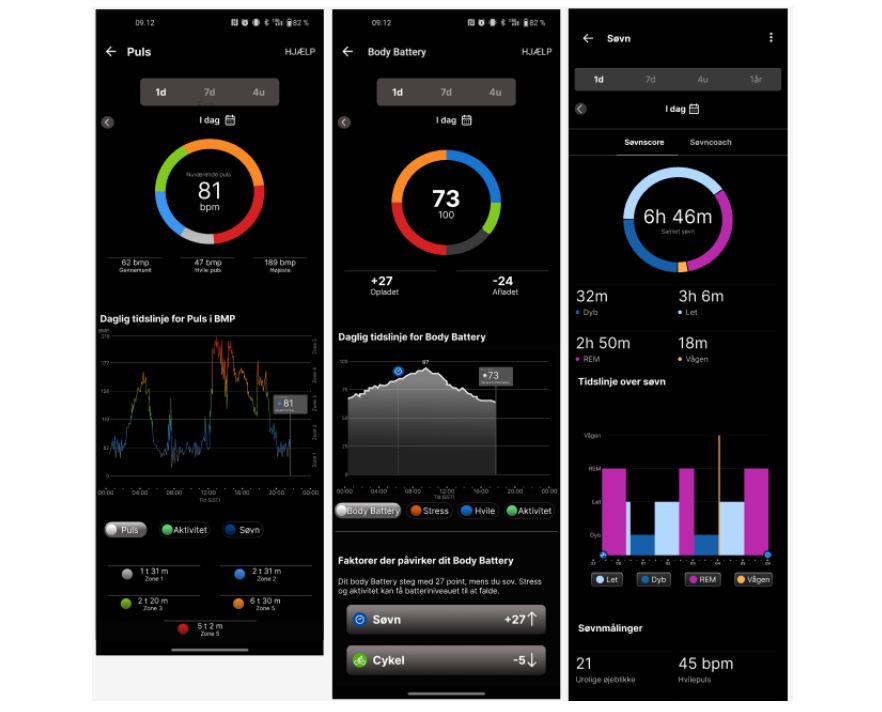 09.12
82 %
Puls
HJÆLP
1d 7d 4u
I dag
Nuværende puls
81
bpm
62 bmp
Gennemsnit
47 bmp
Hvile puls
189 bmp
Højeste
Daglig tidslinje for Puls i BMP
81
Zone 5
Zone 4
Zone 3
Zone 2
Zone 1
00:00 04:00 08:00 12:00 16:00 20:00 00:00
Puls Aktivitet Søvn
1 t 31 m
Zone 1
2 t 31 m
Zone 2
2 t 20 m
Zone 3
6 t 30 m
Zone 5
5 t 2 m
Zone 5
09.12
82 %
Body Battery
HJÆLP
1d 7d 4u
I dag
73
100
+27
Opladet
-24
Afladet
Daglig tidslinje for Body Battery
100
97
73
75
50
25
0
00:00 04:00 08:00 12:00 16:00 20:00 00:00
Body Battery Stress Hvile Aktivitet
Faktorer der påvirker dit Body Battery
Dit body Battery steg med 27 point, mens du sov. Stress
og aktivitet kan få batteriniveauet til at falde.
Søvn +27
Cykel -5
Søvn
1d 7d 4u 1år
I dag
Søvnscore Søvncoach
6h 46m
Samlet søvn
32m
Dyb
3h 6m
Let
2h 50m
REM
18m
Vågen
Tidslinje over søvn
Vågen
REM
Let
Dyb
Let Dyb REM Vågen
Søvnmålinger
21
Urolige øjeblikke
45 bpm
Hvilepuls